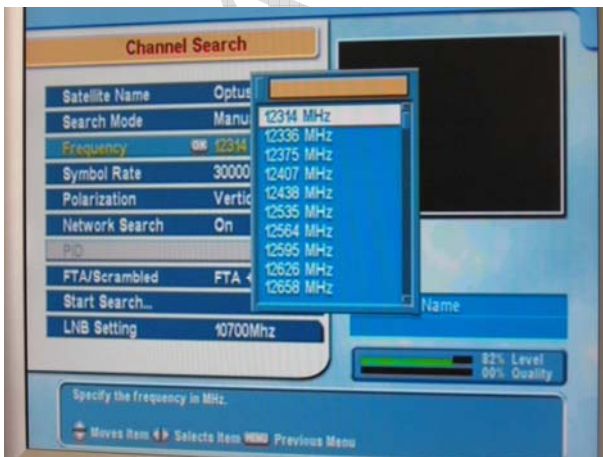 Channel Search
Satellite Name Optus
Search Mode Manu
Frequency OK 12314
Symbol Rate 30000
Polarization Vertic
Network Search On
PID
FTA/Scrambled FTA +
Start Search...
LNB Setting 10700Mhz
12314 MHz
12336 MHz
12375 MHz
12407 MHz
12438 MHz
12535 MHz
12564 MHz
12595 MHz
12626 MHz
12658 MHz
Name
82% Level
00% Quality
Specify the frequency in MHz.
Moves Item Selects Item MENU Previous Menu